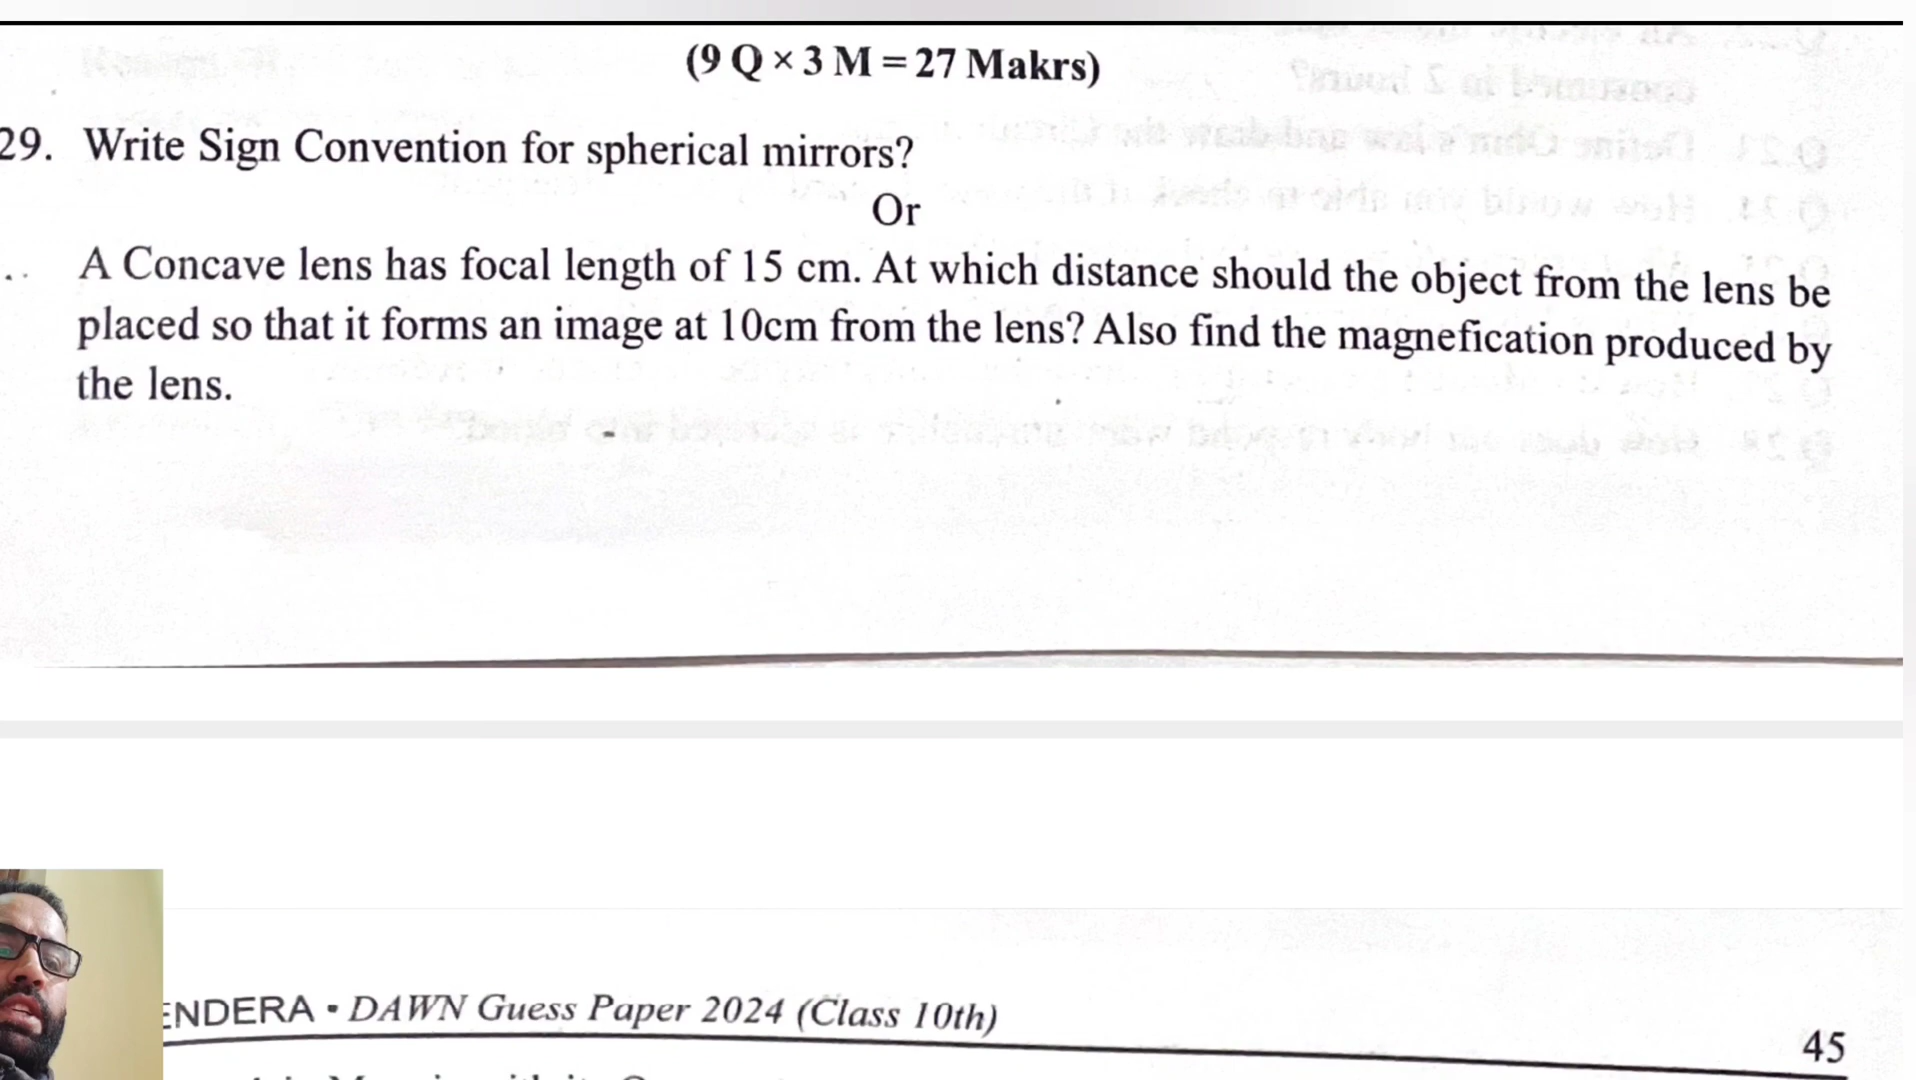 (9 Q × 3 M = 27 Makrs)
29. Write Sign Convention for spherical mirrors?
Or
.. A Concave lens has focal length of 15 cm. At which distance should the object from the lens be
placed so that it forms an image at 10cm from the lens? Also find the magnefication produced by
the lens.
ENDERA • DAWN Guess Paper 2024 (Class 10th)
45